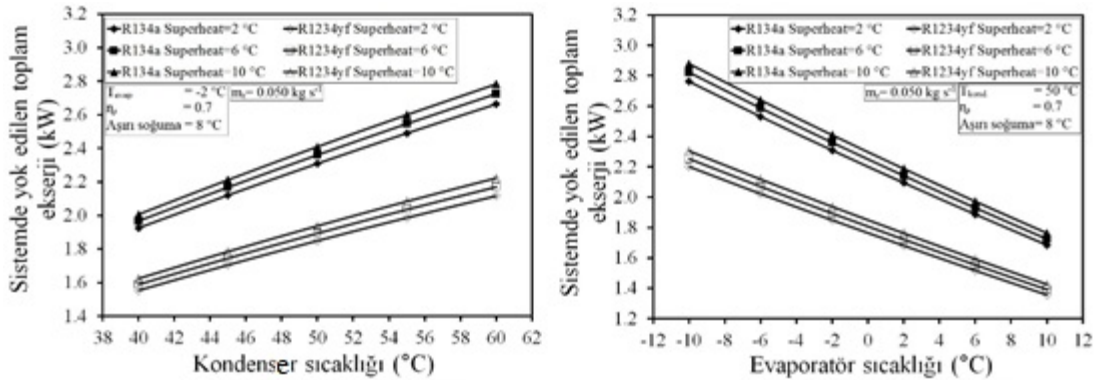 R134a Superheat=2 °C R1234yf Superheat=2 °C
R134a Superheat=6 °C R1234yf Superheat=6 °C
R134a Superheat=10 °C R1234yf Superheat=10 °C
= -2 °C
= 0.7
Aşırı soğuma = 8 °C
= 0.050 kg s⁻¹
Sistemde yok edilen toplam
ekserji (kW)
3.2
3.0
2.8
2.6
2.4
2.2
2.0
1.8
1.6
1.4
38 40 42 44 46 48 50 52 54 56 58 60 62
Kondenser sıcaklığı (°C)
R134a Superheat=2 °C R1234yf Superheat=2 °C
R134a Superheat=6 °C R1234yf Superheat=6 °C
R134a Superheat=10 °C R1234yf Superheat=10 °C
= 0.050 kg s⁻¹
= 50 °C
= 0.7
Aşırı soğuma = 8 °C
Sistemde yok edilen toplam
ekserji (kW)
3.2
3.0
2.8
2.6
2.4
2.2
2.0
1.8
1.6
1.4
1.2
-12 -10 -8 -6 -4 -2 0 2 4 6 8 10 12
Evaporatör sıcaklığı (°C)